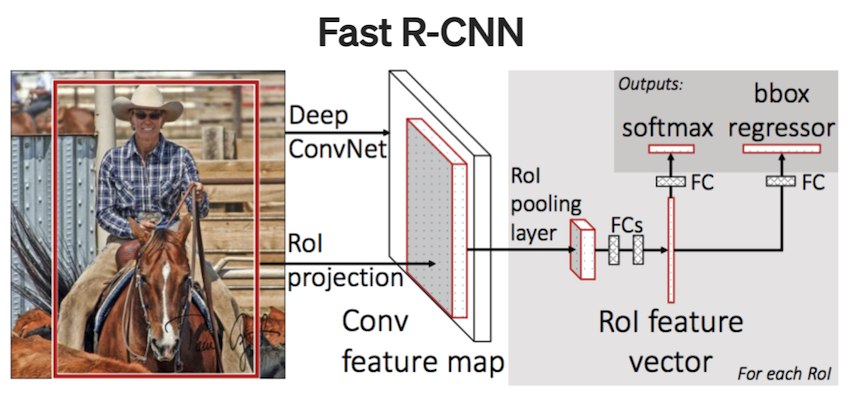 Fast R-CNN
Deep
ConvNet
RoI
projection
Conv
feature map
RoI
pooling
layer
FCs
RoI feature
vector
Outputs:
softmax
bbox
regressor
FC
FC
For each RoI